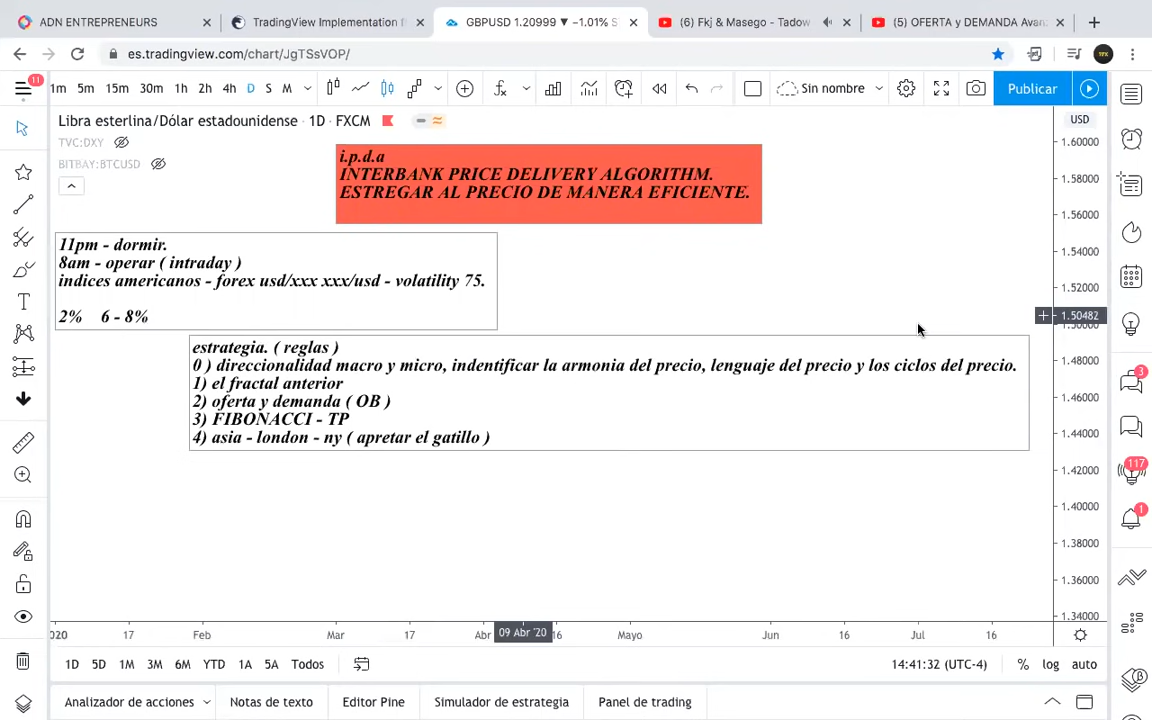 ADN ENTREPRENEURS
TradingView Implementation f
GBPUSD 1.20999 ▼ −1.01% S
(6) Fkj & Masego - Tadow
(5) OFERTA y DEMANDA Avan
es.tradingview.com/chart/JgTSsVOP/
11
1m 5m 15m 30m 1h 2h 4h D S M
Sin nombre
Publicar
Libra esterlina/Dólar estadounidense · 1D · FXCM
USD
TVC:DXY
BITBAY:BTCUSD
i.p.d.a
INTERBANK PRICE DELIVERY ALGORITHM.
ESTREGAR AL PRECIO DE MANERA EFICIENTE.
11pm - dormir.
8am - operar ( intraday )
indices americanos - forex usd/xxx xxx/usd - volatility 75.
2% 6 - 8%
estrategia. ( reglas )
0 ) direccionalidad macro y micro, indentificar la armonia del precio, lenguaje del precio y los ciclos del precio.
1) el fractal anterior
2) oferta y demanda ( OB )
3) FIBONACCI - TP
4) asia - london - ny ( apretar el gatillo )
1.60000
1.58000
1.56000
1.54000
1.52000
1.50482
1.50000
1.48000
1.46000
1.44000
1.42000
1.40000
1.38000
1.36000
1.34000
3
117
1
2020 17 Feb Mar 17 Abr 09 Abr '20 16 Mayo Jun 16 Jul 16
1D 5D 1M 3M 6M YTD 1A 5A Todos
14:41:32 (UTC-4) % log auto
Analizador de acciones Notas de texto Editor Pine Simulador de estrategia Panel de trading